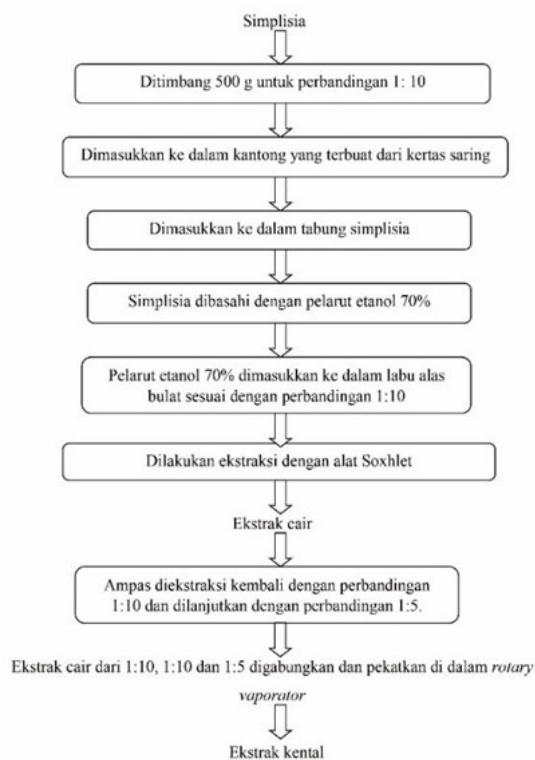 Simplisia
Ditimbang 500 g untuk perbandingan 1: 10
Dimasukkan ke dalam kantong yang terbuat dari kertas saring
Dimasukkan ke dalam tabung simplisia
Simplisia dibasahi dengan pelarut etanol 70%
Pelarut etanol 70% dimasukkan ke dalam labu alas
bulat sesuai dengan perbandingan 1:10
Dilakukan ekstraksi dengan alat Soxhlet
Ekstrak cair
Ampas diekstraksi kembali dengan perbandingan
1:10 dan dilanjutkan dengan perbandingan 1:5.
Ekstrak cair dari 1:10, 1:10 dan 1:5 digabungkan dan pekatkan di dalam rotary
vaporator
Ekstrak kental